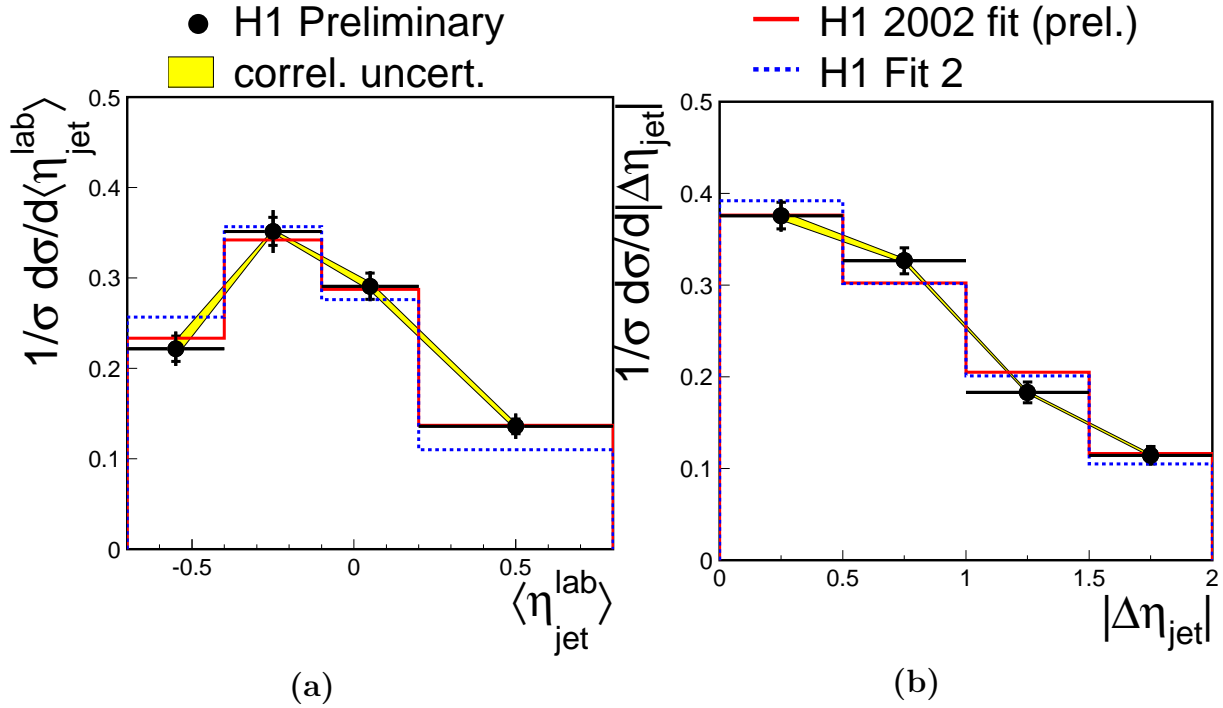 H1 Preliminary
correl. uncert.
H1 2002 fit (prel.)
H1 Fit 2
1/σ dσ/d⟨η_jet^lab⟩
0.5
0.4
0.3
0.2
0.1
0
-0.5 0 0.5
⟨η_jet^lab⟩
(a)
1/σ dσ/d|Δη_jet|
0.5
0.4
0.3
0.2
0.1
0
0 0.5 1 1.5 2
|Δη_jet|
(b)